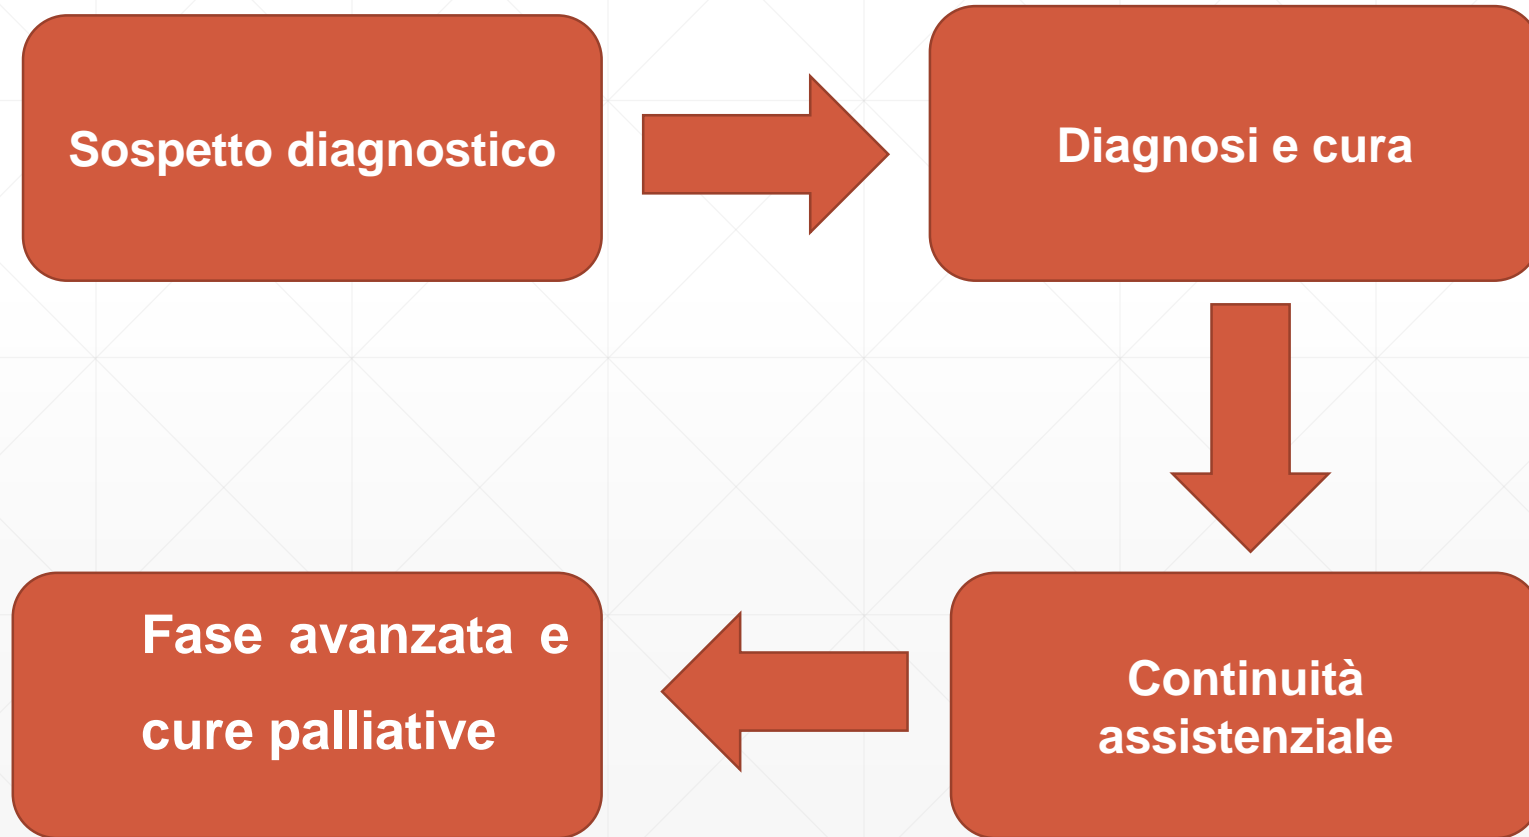 Sospetto diagnostico
Diagnosi e cura
Continuità
assistenziale
Fase avanzata e
cure palliative